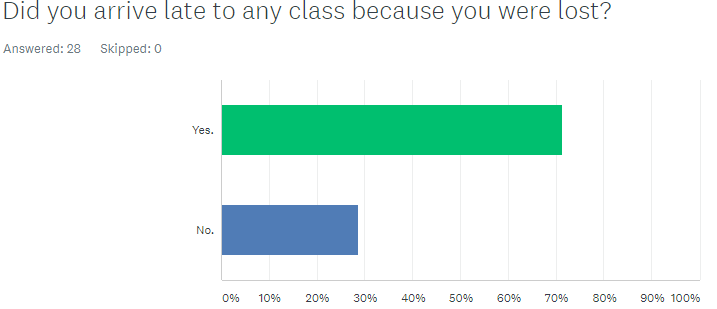 Did you arrive late to any class because you were lost?
Answered: 28 Skipped: 0
Yes.
No.
0% 10% 20% 30% 40% 50% 60% 70% 80% 90% 100%